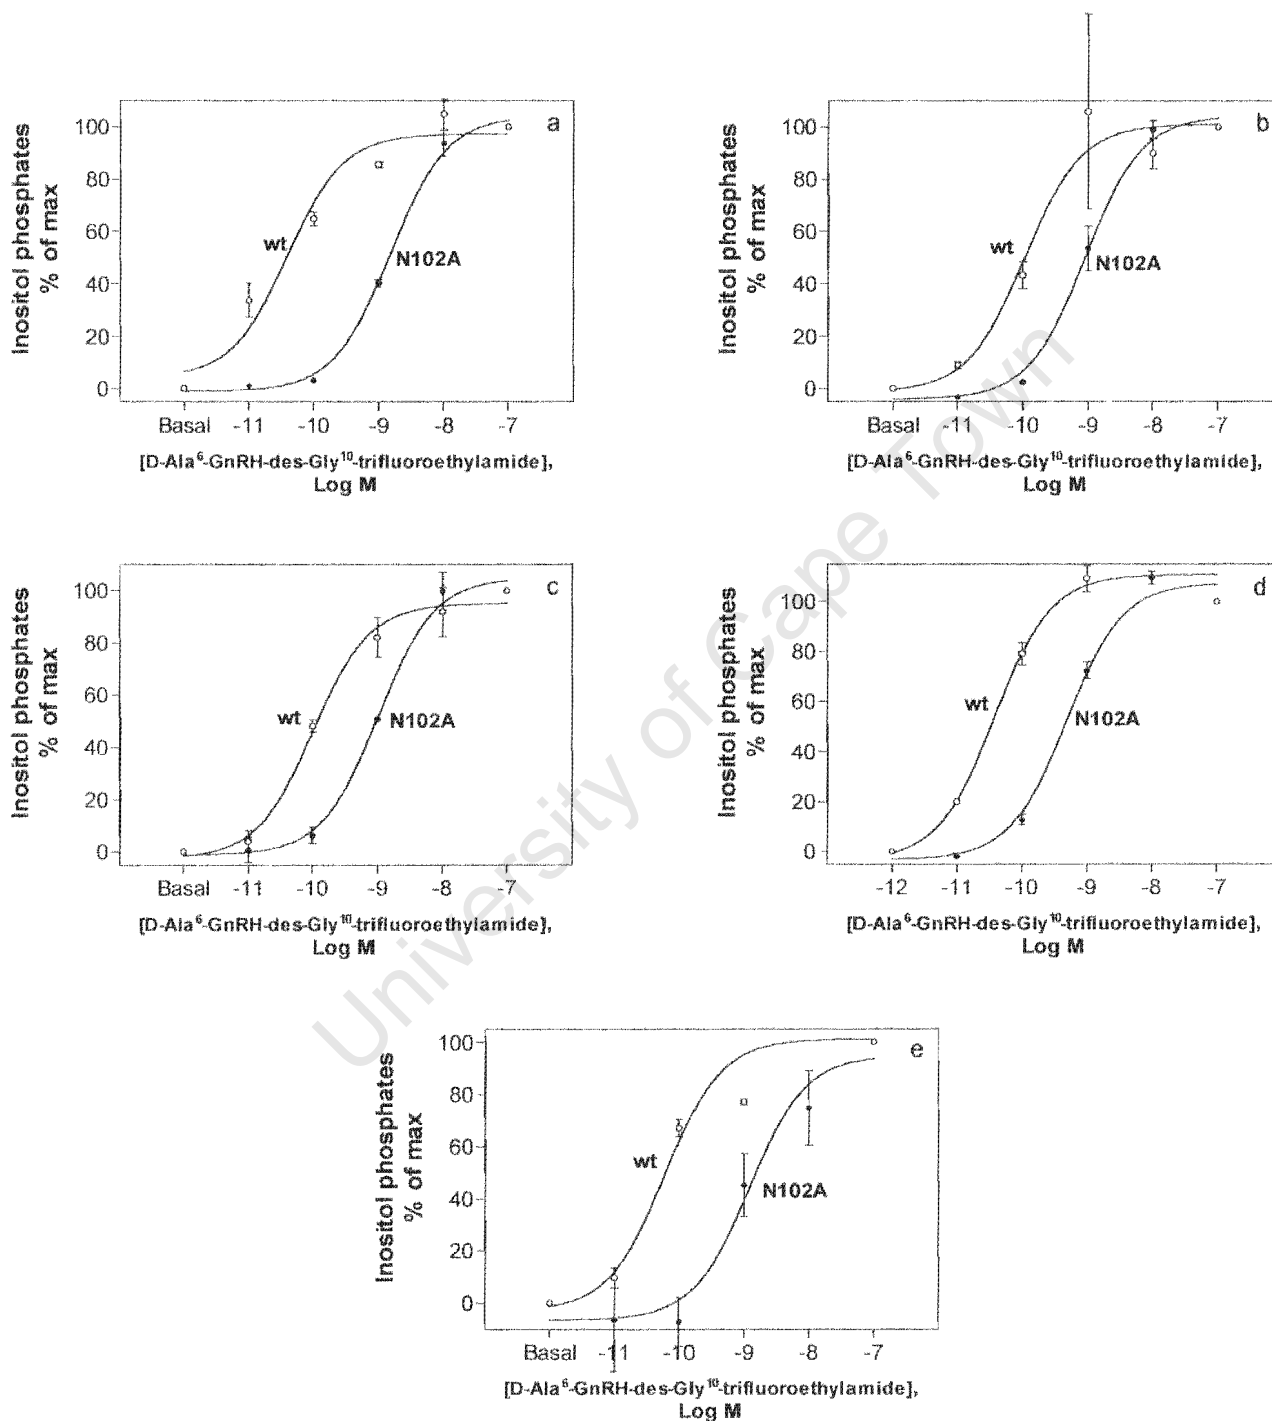 Inositol phosphates
% of max
100
80
60
40
20
0
a
wt
N102A
Basal -11 -10 -9 -8 -7
[D-Ala⁶-GnRH-des-Gly¹⁰-trifluoroethylamide],
Log M
Inositol phosphates
% of max
100
80
60
40
20
0
b
wt
N102A
Basal -11 -10 -9 -8 -7
[D-Ala⁶-GnRH-des-Gly¹⁰-trifluoroethylamide],
Log M
Inositol phosphates
% of max
100
80
60
40
20
0
c
wt
N102A
Basal -11 -10 -9 -8 -7
[D-Ala⁶-GnRH-des-Gly¹⁰-trifluoroethylamide],
Log M
Inositol phosphates
% of max
100
80
60
40
20
0
d
wt
N102A
-12 -11 -10 -9 -8 -7
[D-Ala⁶-GnRH-des-Gly¹⁰-trifluoroethylamide],
Log M
Inositol phosphates
% of max
100
80
60
40
20
0
e
wt
N102A
Basal -11 -10 -9 -8 -7
[D-Ala⁶-GnRH-des-Gly¹⁰-trifluoroethylamide],
Log M
University of Cape Town